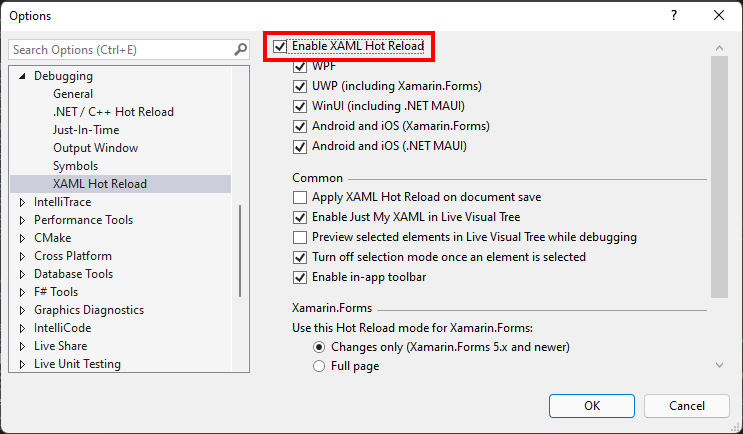 Options
Search Options (Ctrl+E)
Debugging
General
.NET / C++ Hot Reload
Just-In-Time
Output Window
Symbols
XAML Hot Reload
IntelliTrace
Performance Tools
CMake
Cross Platform
Database Tools
F# Tools
Graphics Diagnostics
IntelliCode
Live Share
Live Unit Testing
Enable XAML Hot Reload
WPF
UWP (including Xamarin.Forms)
WinUI (including .NET MAUI)
Android and iOS (Xamarin.Forms)
Android and iOS (.NET MAUI)
Common
Apply XAML Hot Reload on document save
Enable Just My XAML in Live Visual Tree
Preview selected elements in Live Visual Tree while debugging
Turn off selection mode once an element is selected
Enable in-app toolbar
Xamarin.Forms
Use this Hot Reload mode for Xamarin.Forms:
Changes only (Xamarin.Forms 5.x and newer)
Full page
OK
Cancel